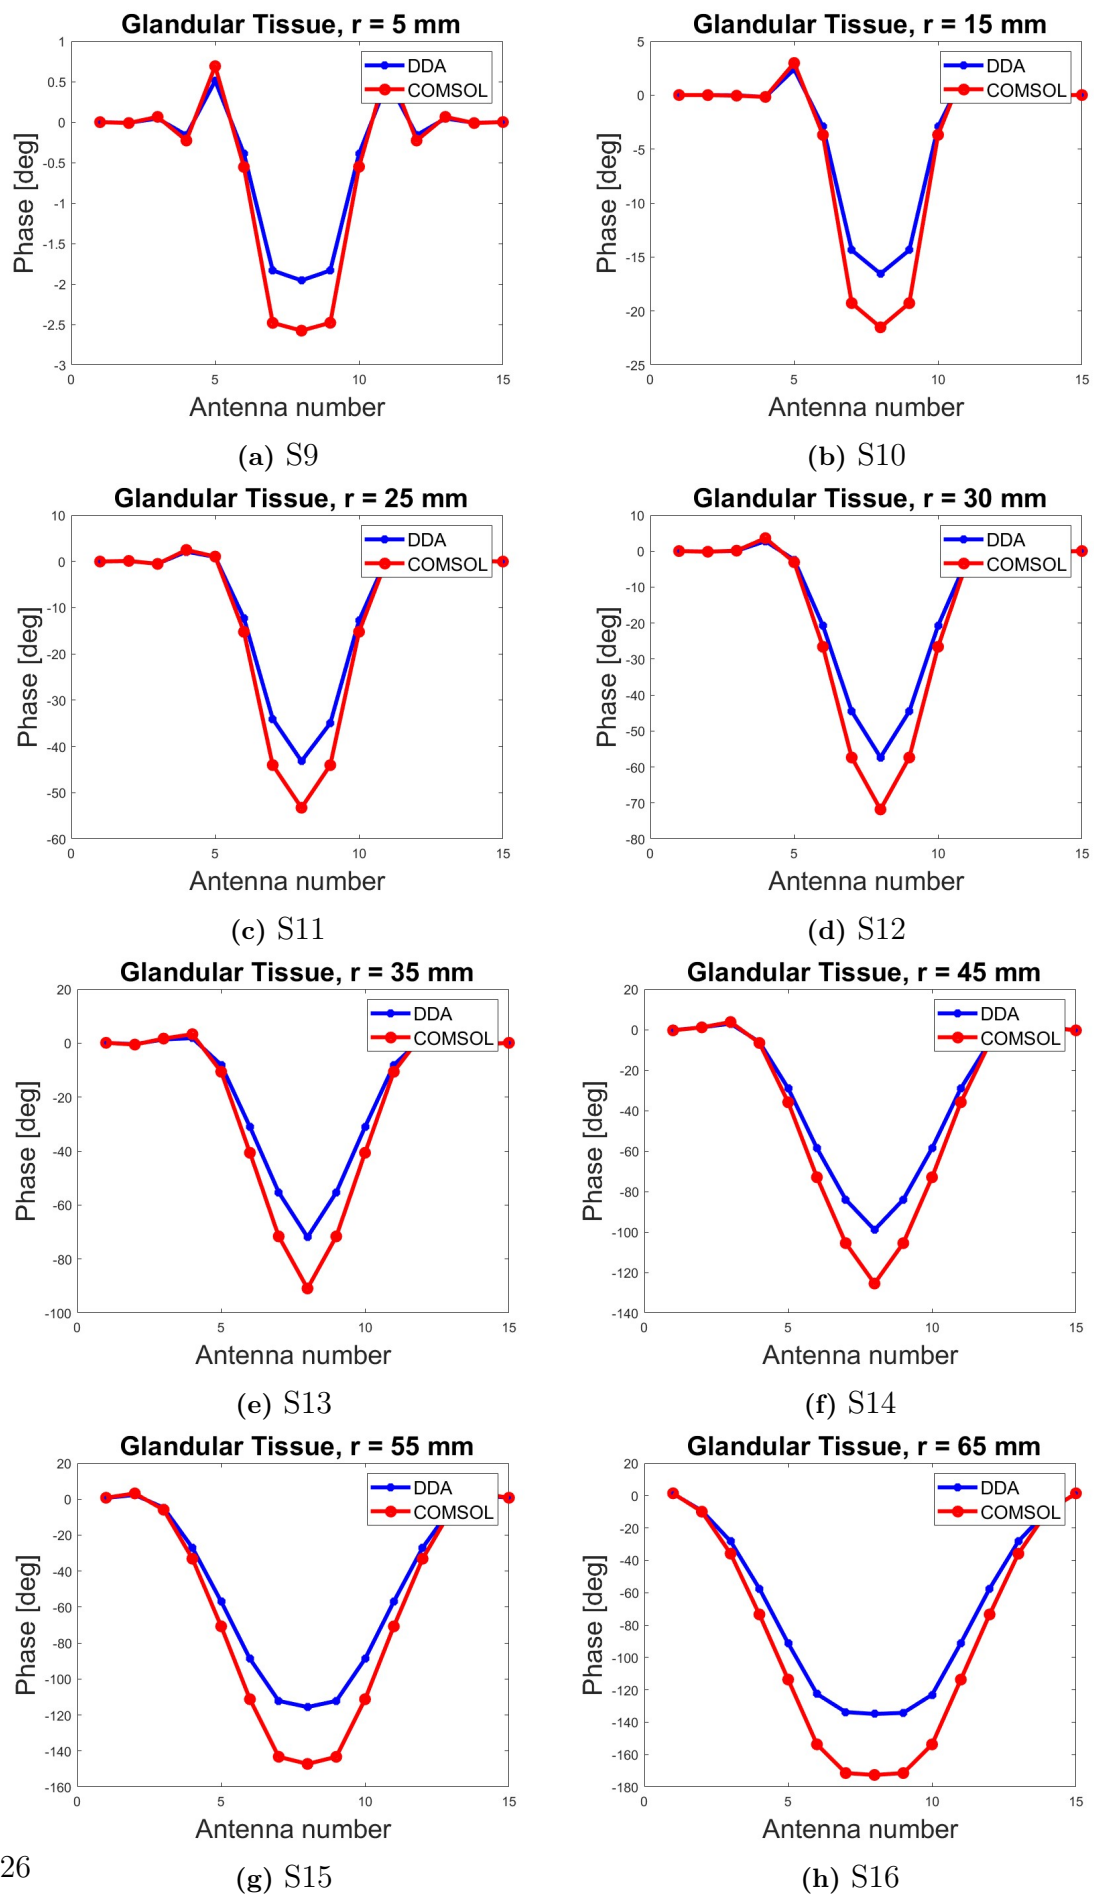 Glandular Tissue, r = 5 mm
Phase [deg]
1
0.5
0
-0.5
-1
-1.5
-2
-2.5
-3
DDA
COMSOL
0 5 10 15
Antenna number
(a) S9
Glandular Tissue, r = 15 mm
Phase [deg]
5
0
-5
-10
-15
-20
-25
DDA
COMSOL
0 5 10 15
Antenna number
(b) S10
Glandular Tissue, r = 25 mm
Phase [deg]
10
0
-10
-20
-30
-40
-50
-60
DDA
COMSOL
0 5 10 15
Antenna number
(c) S11
Glandular Tissue, r = 30 mm
Phase [deg]
10
0
-10
-20
-30
-40
-50
-60
-70
-80
DDA
COMSOL
0 5 10 15
Antenna number
(d) S12
Glandular Tissue, r = 35 mm
Phase [deg]
20
0
-20
-40
-60
-80
-100
DDA
COMSOL
0 5 10 15
Antenna number
(e) S13
Glandular Tissue, r = 45 mm
Phase [deg]
20
0
-20
-40
-60
-80
-100
-120
-140
DDA
COMSOL
0 5 10 15
Antenna number
(f) S14
Glandular Tissue, r = 55 mm
Phase [deg]
20
0
-20
-40
-60
-80
-100
-120
-140
-160
DDA
COMSOL
0 5 10 15
Antenna number
(g) S15
Glandular Tissue, r = 65 mm
Phase [deg]
20
0
-20
-40
-60
-80
-100
-120
-140
-160
-180
DDA
COMSOL
0 5 10 15
Antenna number
(h) S16
26